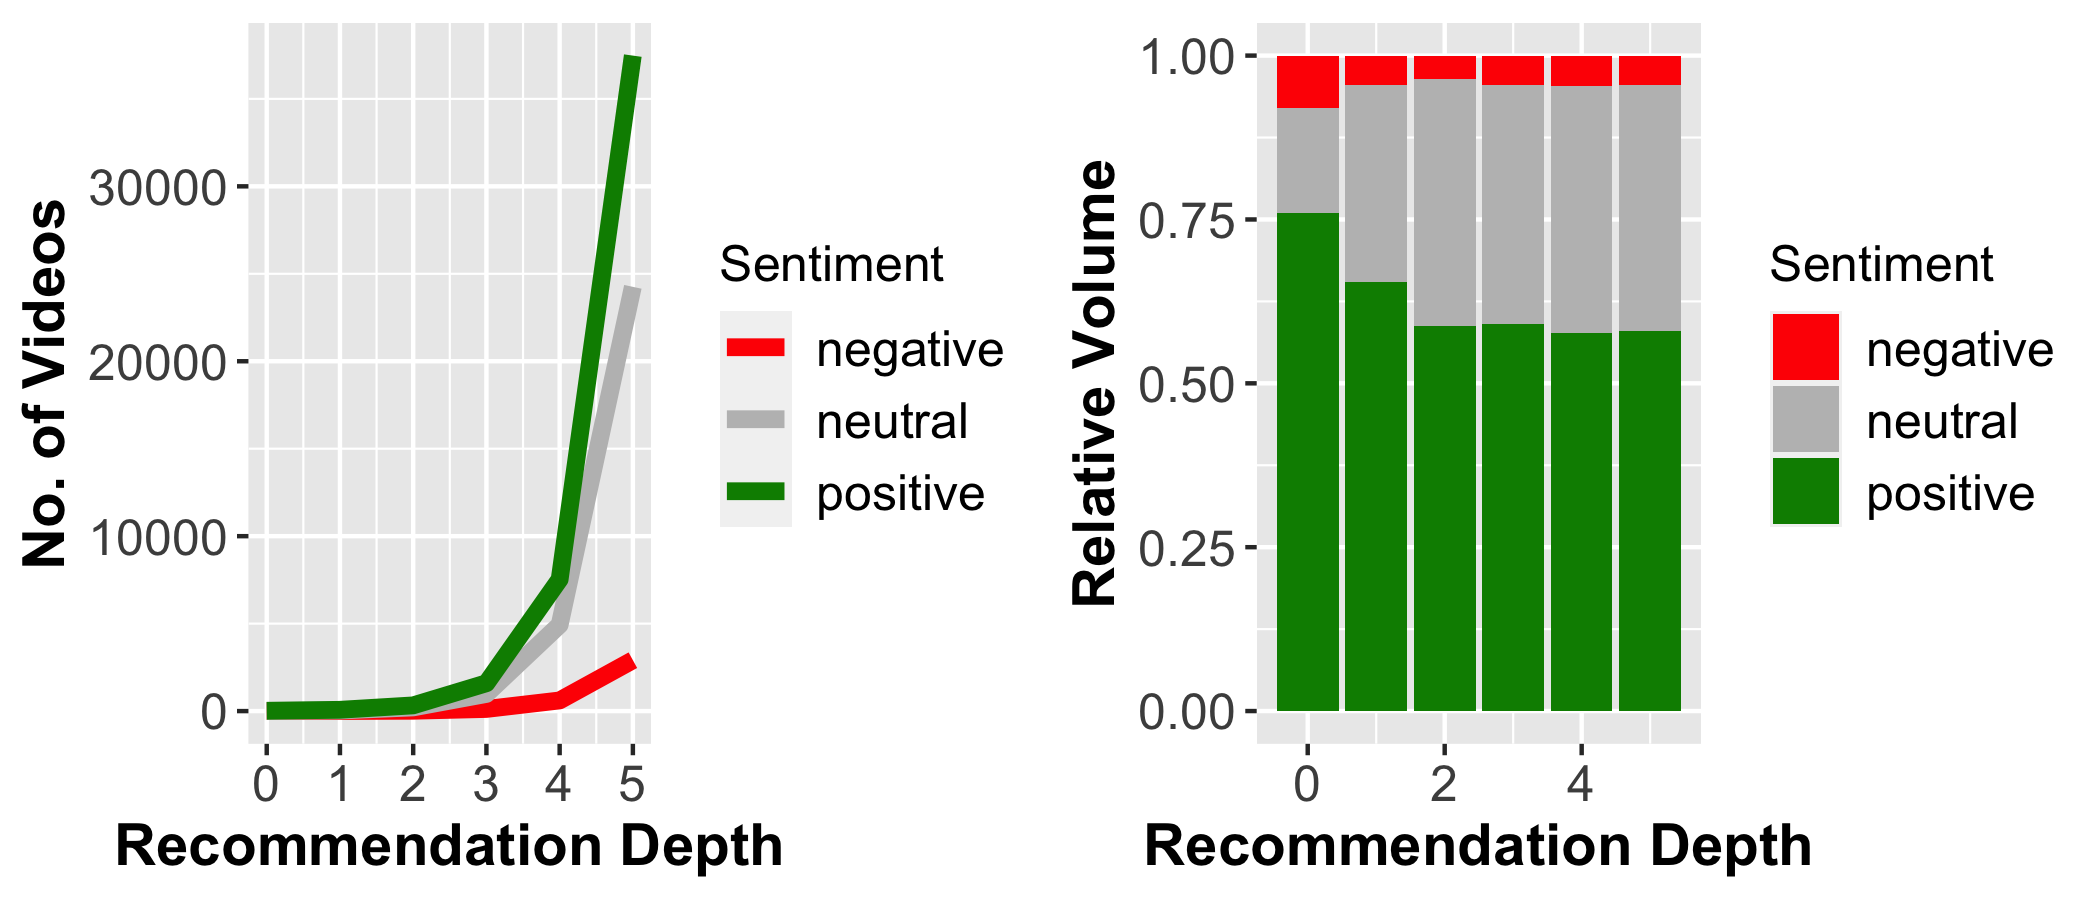 No. of Videos
30000
20000
10000
0
0 1 2 3 4 5
Recommendation Depth
Sentiment
negative
neutral
positive
Relative Volume
1.00
0.75
0.50
0.25
0.00
0 2 4
Recommendation Depth
Sentiment
negative
neutral
positive